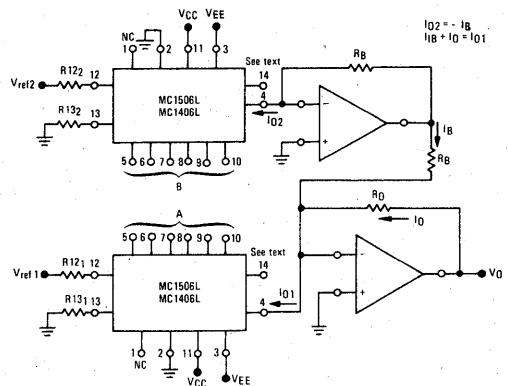 VCC VEE
IO2 = - IB
IIB + IO = IO1
NC
1 2 11 3
See text
RB
Vref2 R122 12
14
MC1506L
MC1406L
4
IO2
R132 13
IB
RB
5 6 7 8 9 10
B
A
RO
IO
5 6 7 8 9 10
See text
Vref 1 R121 12
14
MC1506L
MC1406L
VO
R131 13
4
IO1
1 2 11 3
NC
VCC VEE